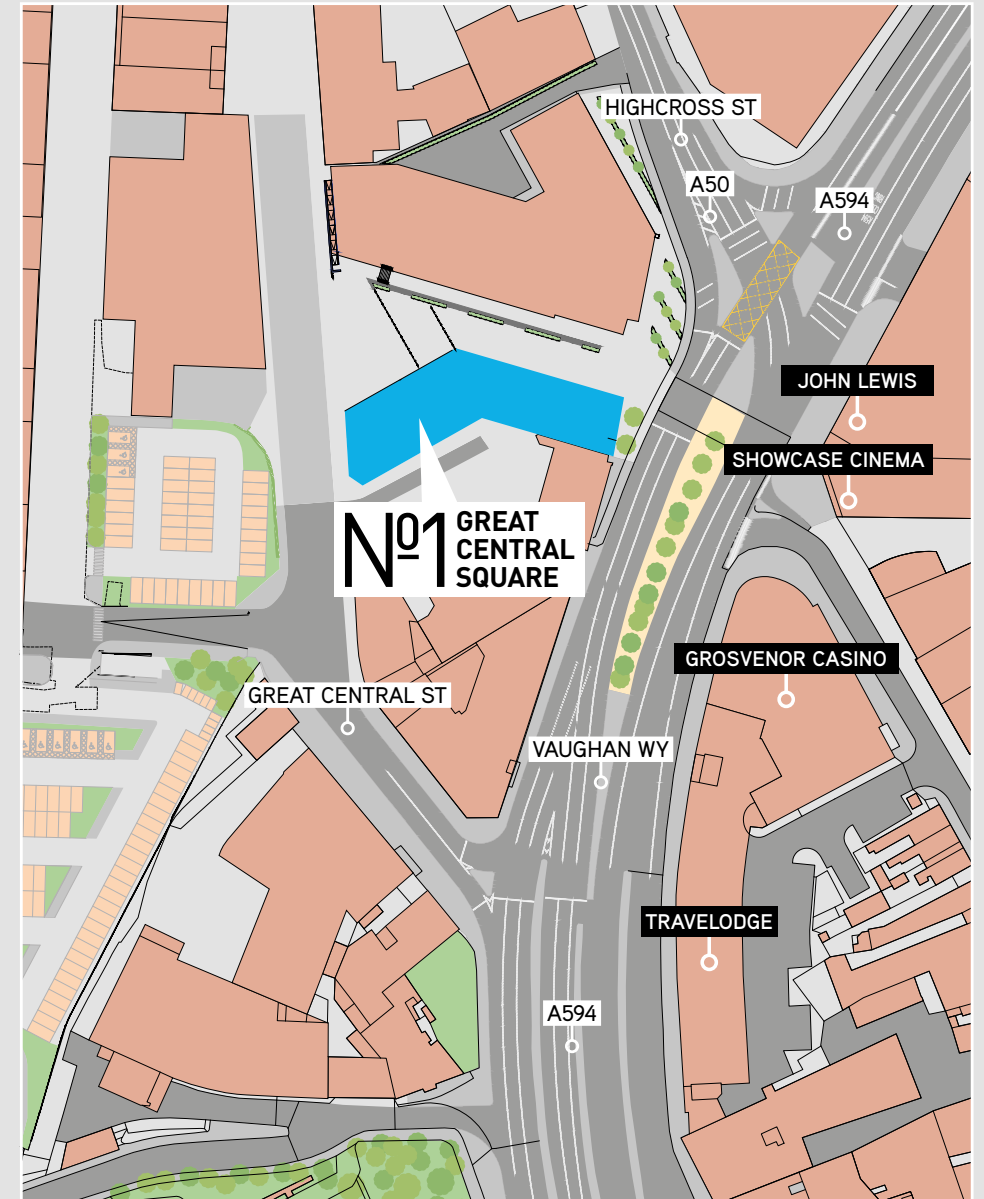 HIGHCROSS ST
A50
A594
JOHN LEWIS
SHOWCASE CINEMA
Nº1 GREAT
CENTRAL
SQUARE
GROSVENOR CASINO
GREAT CENTRAL ST
VAUGHAN WY
TRAVELODGE
A594